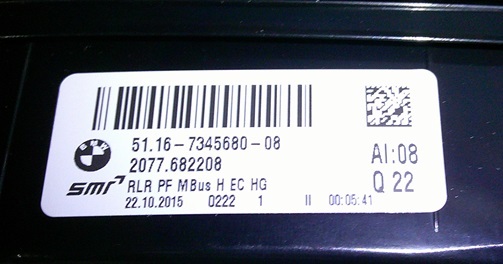 BMW
51.16-7345680-08
2077.682208
AI:08
Q 22
smr
RLR PF MBus H EC HG
22.10.2015 0222 1 II 00:05:41